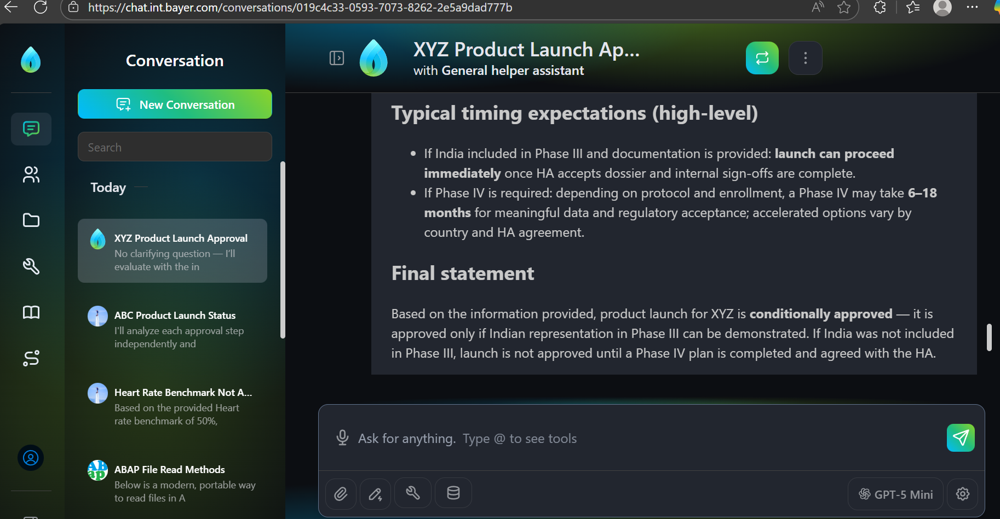 https://chat.int.bayer.com/conversations/019c4c33-0593-7073-8262-2e5a9dad777b
Conversation
New Conversation
Search
Today
XYZ Product Launch Approval
No clarifying question — I'll
evaluate with the in
ABC Product Launch Status
I'll analyze each approval step
independently and
Heart Rate Benchmark Not A...
Based on the provided Heart
rate benchmark of 50%,
ABAP File Read Methods
Below is a modern, portable way
to read files in A
XYZ Product Launch Ap...
with General helper assistant
Typical timing expectations (high-level)
• If India included in Phase III and documentation is provided: launch can proceed
immediately once HA accepts dossier and internal sign-offs are complete.
• If Phase IV is required: depending on protocol and enrollment, a Phase IV may take 6–18
months for meaningful data and regulatory acceptance; accelerated options vary by
country and HA agreement.
Final statement
Based on the information provided, product launch for XYZ is conditionally approved — it is
approved only if Indian representation in Phase III can be demonstrated. If India was not included
in Phase III, launch is not approved until a Phase IV plan is completed and agreed with the HA.
Ask for anything. Type @ to see tools
GPT-5 Mini